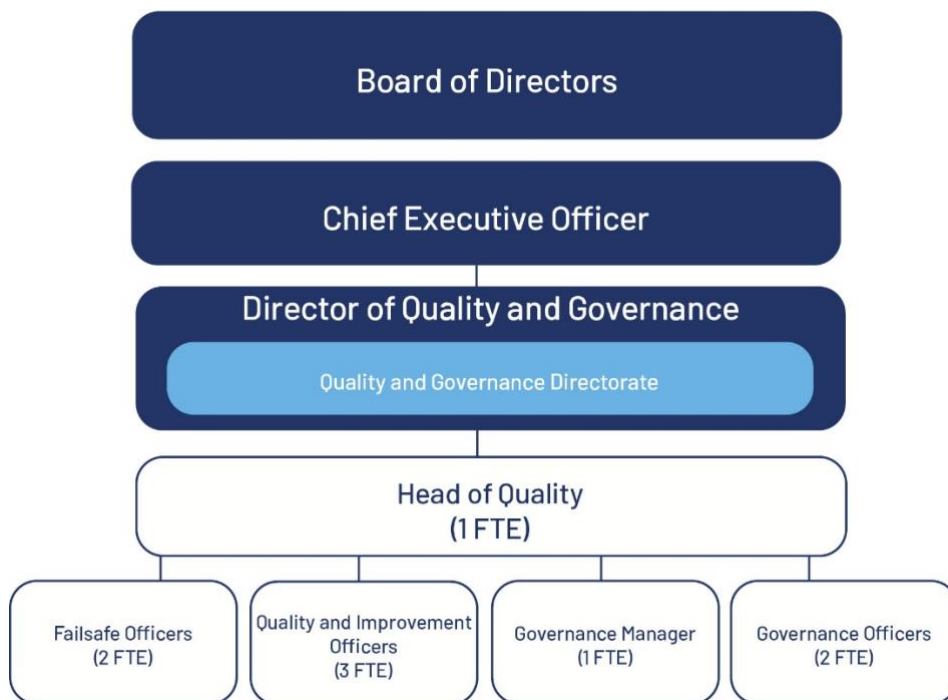 Board of Directors
Chief Executive Officer
Director of Quality and Governance
Quality and Governance Directorate
Head of Quality
(1 FTE)
Failsafe Officers
(2 FTE)
Quality and Improvement
Officers
(3 FTE)
Governance Manager
(1 FTE)
Governance Officers
(2 FTE)